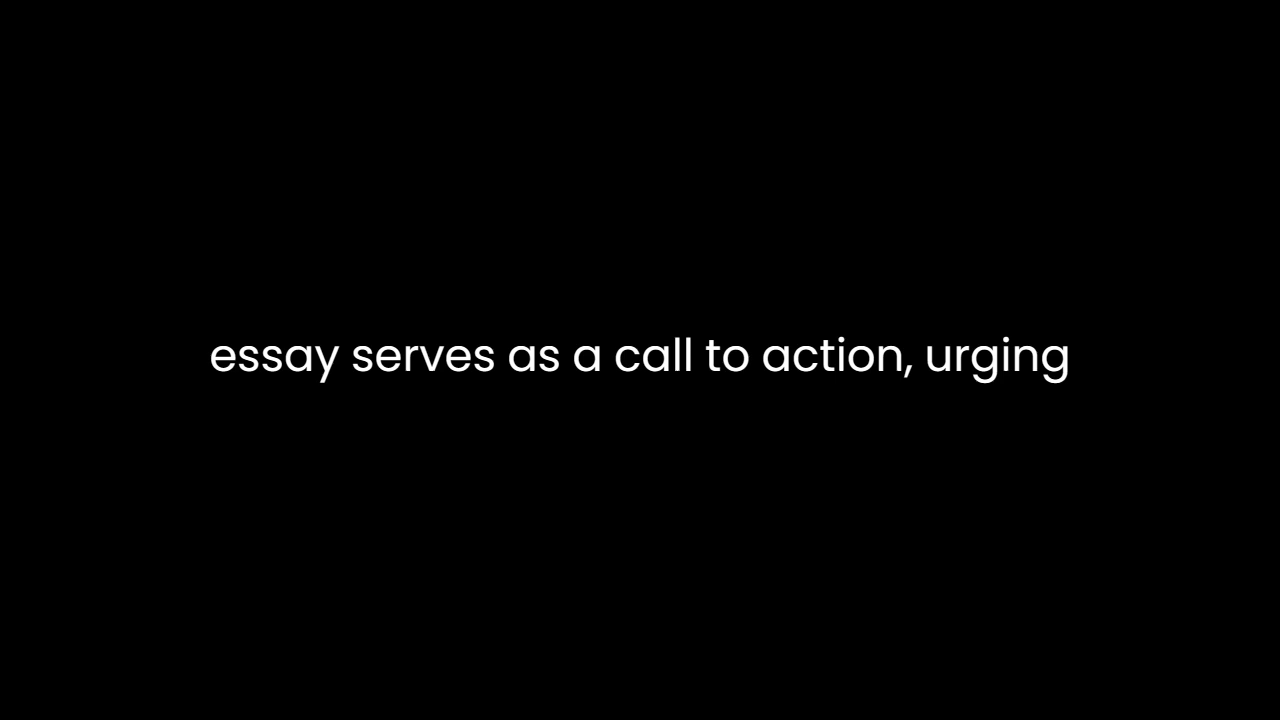 essay serves as a call to action, urging